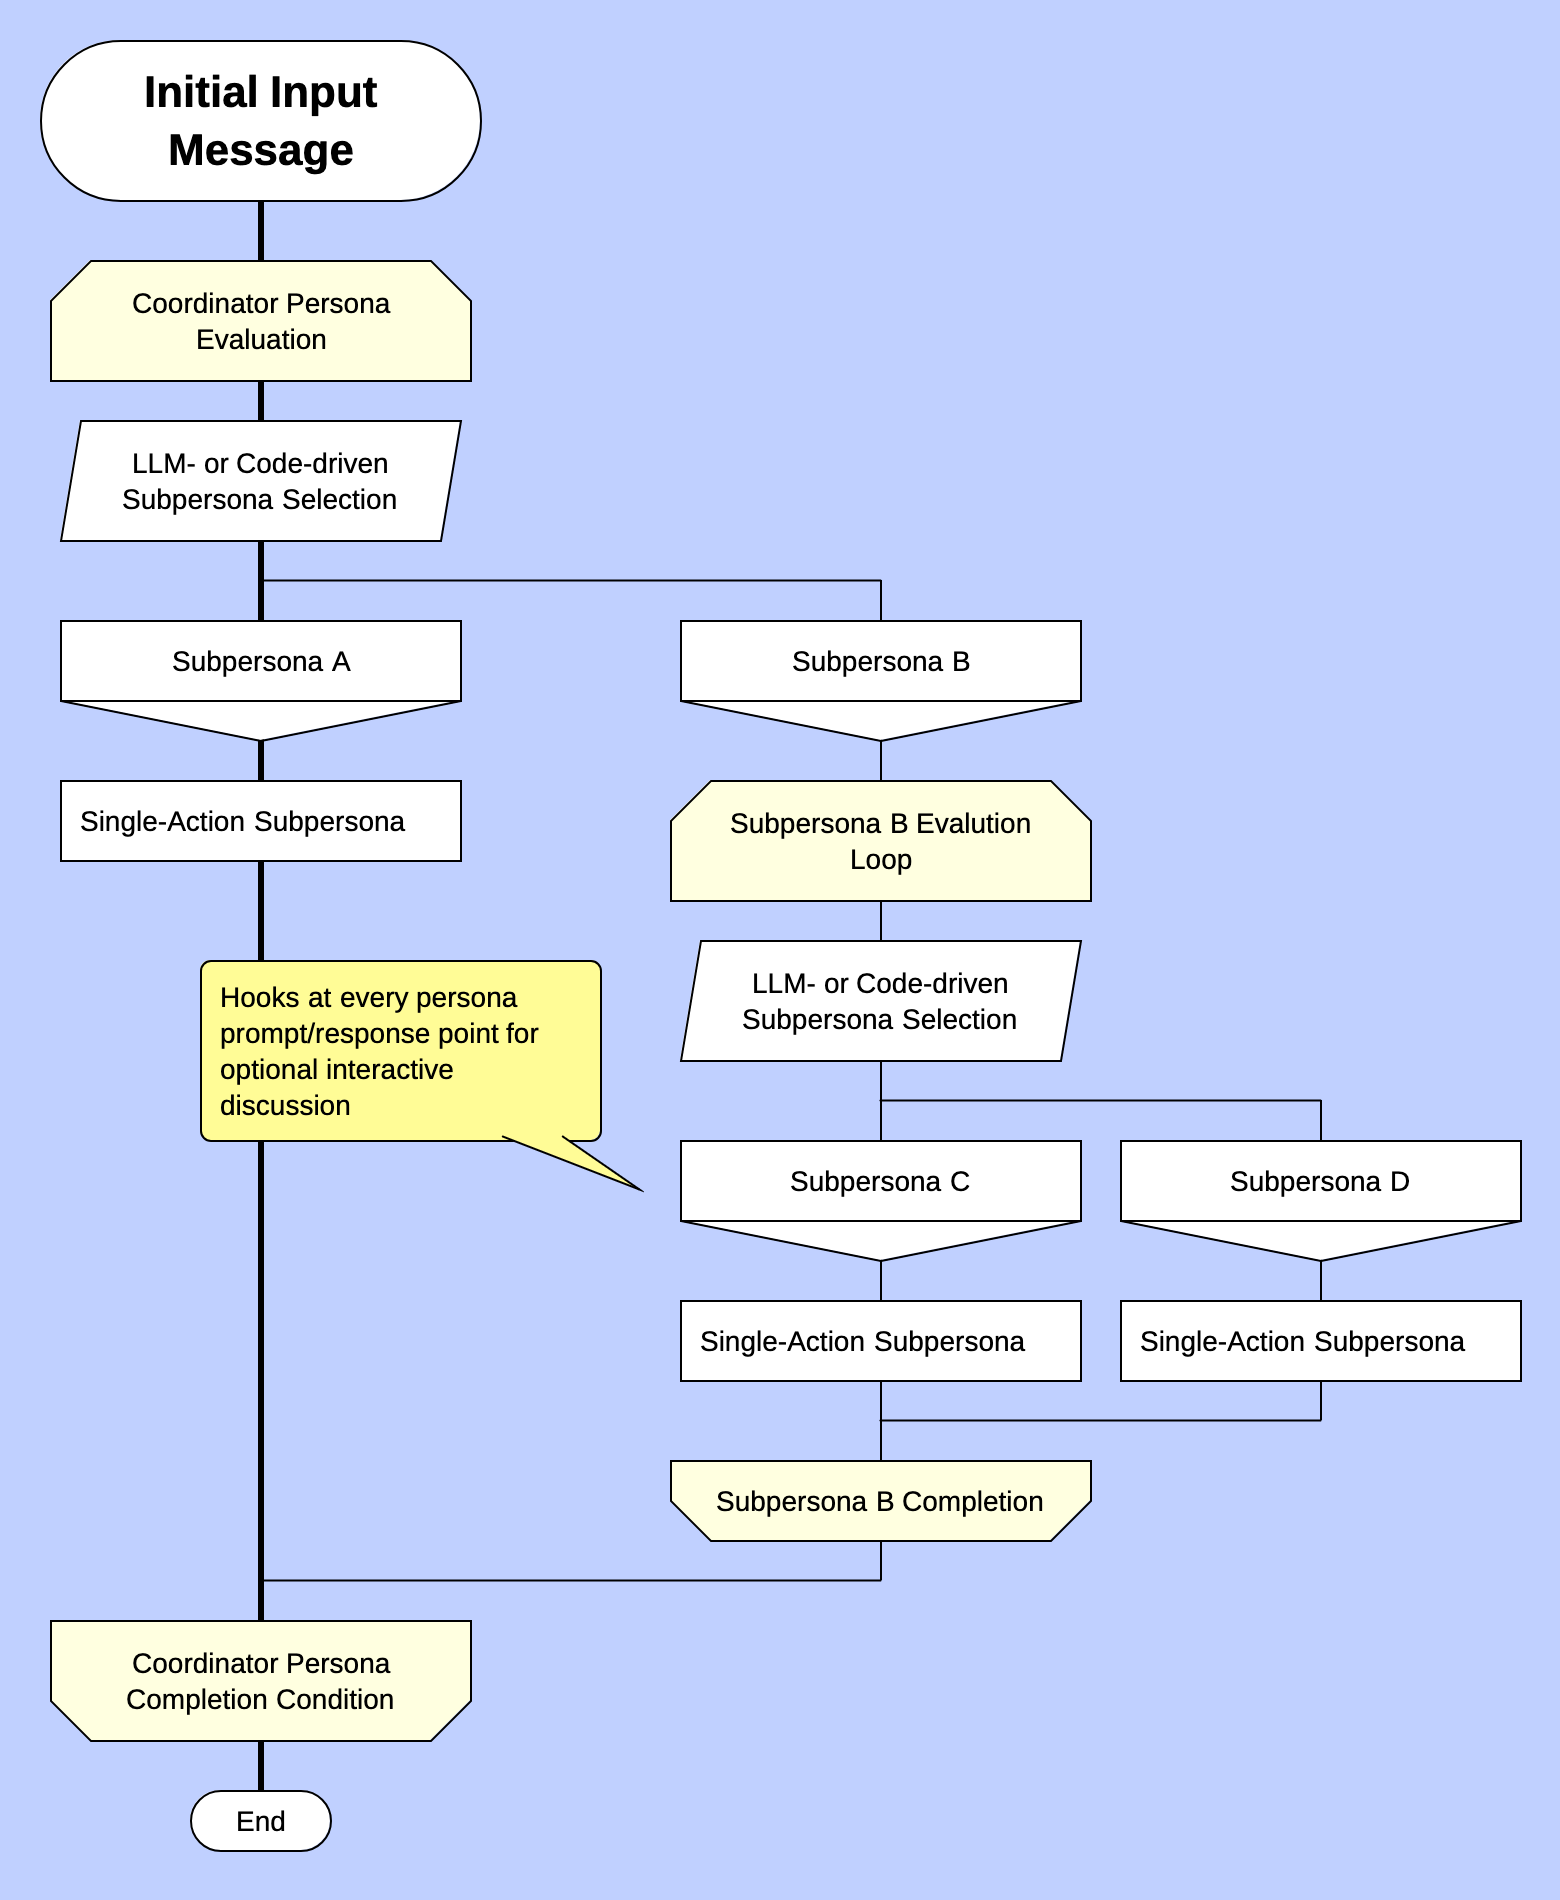 Initial Input
Message
Coordinator Persona
Evaluation
LLM- or Code-driven
Subpersona Selection
Subpersona A
Subpersona B
Single-Action Subpersona
Subpersona B Evalution
Loop
Hooks at every persona
prompt/response point for
optional interactive
discussion
LLM- or Code-driven
Subpersona Selection
Subpersona C
Subpersona D
Single-Action Subpersona
Single-Action Subpersona
Subpersona B Completion
Coordinator Persona
Completion Condition
End